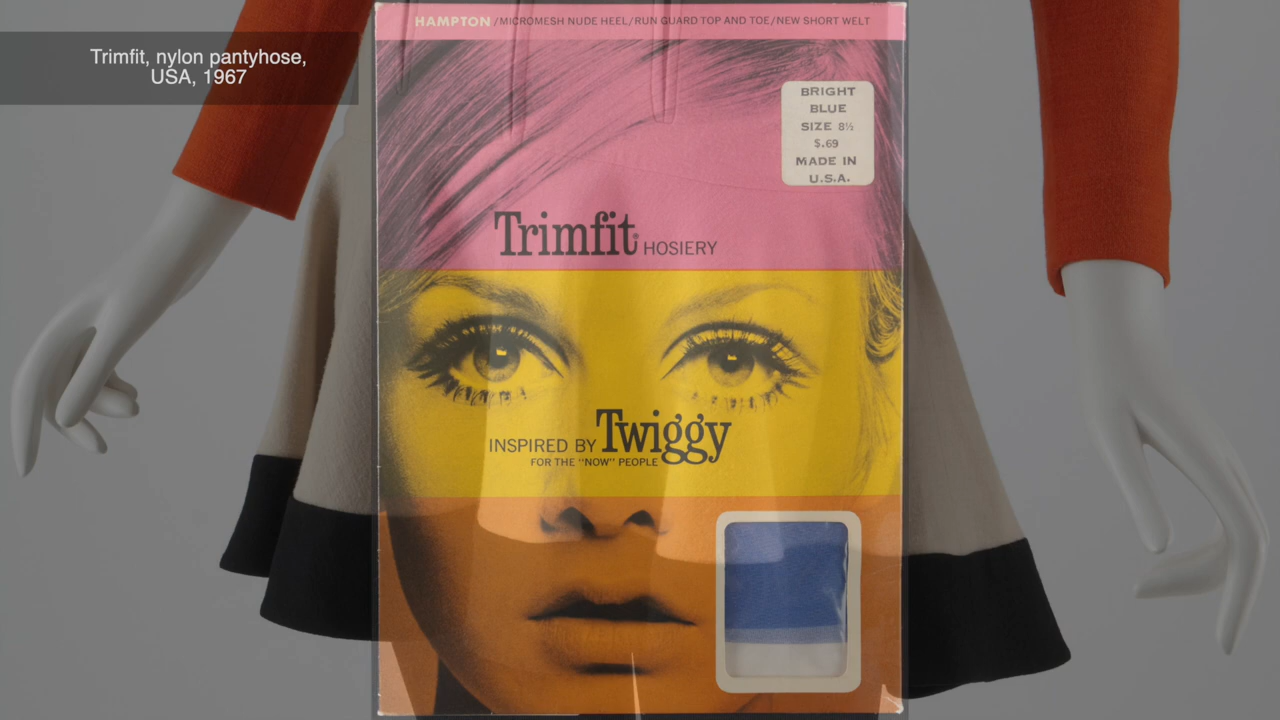 Trimfit, nylon pantyhose,
USA, 1967
HAMPTON /MICROMESH NUDE HEEL/RUN GUARD TOP AND TOE/NEW SHORT WELT
BRIGHT
BLUE
SIZE 8½
$.69
MADE IN
U.S.A.
Trimfit® HOSIERY
INSPIRED BY Twiggy
FOR THE "NOW" PEOPLE